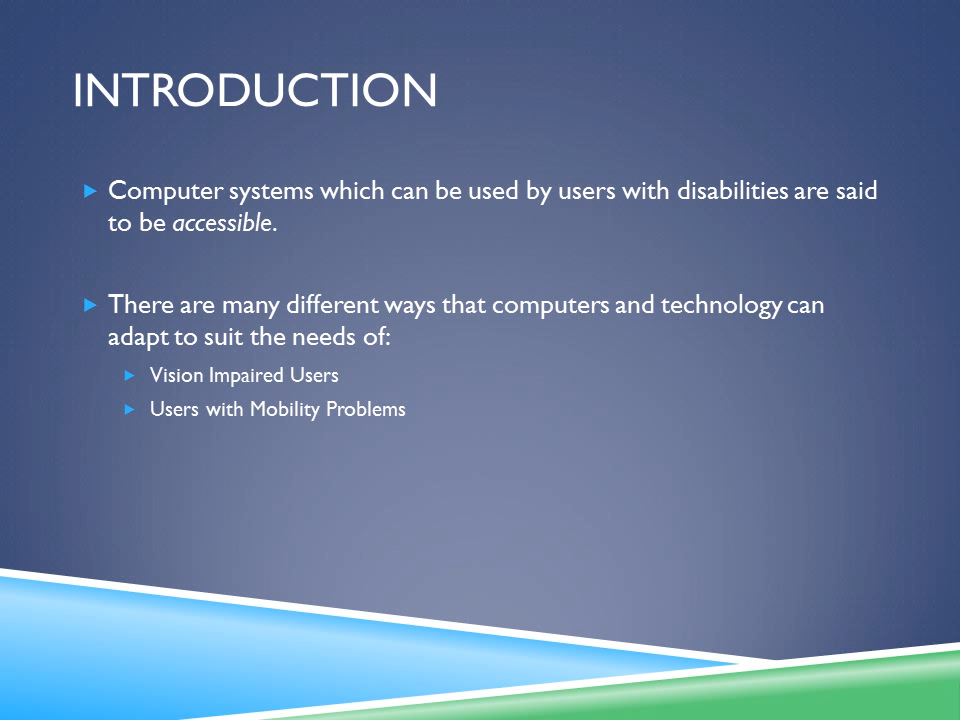 INTRODUCTION
Computer systems which can be used by users with disabilities are said
to be accessible.
There are many different ways that computers and technology can
adapt to suit the needs of:
Vision Impaired Users
Users with Mobility Problems